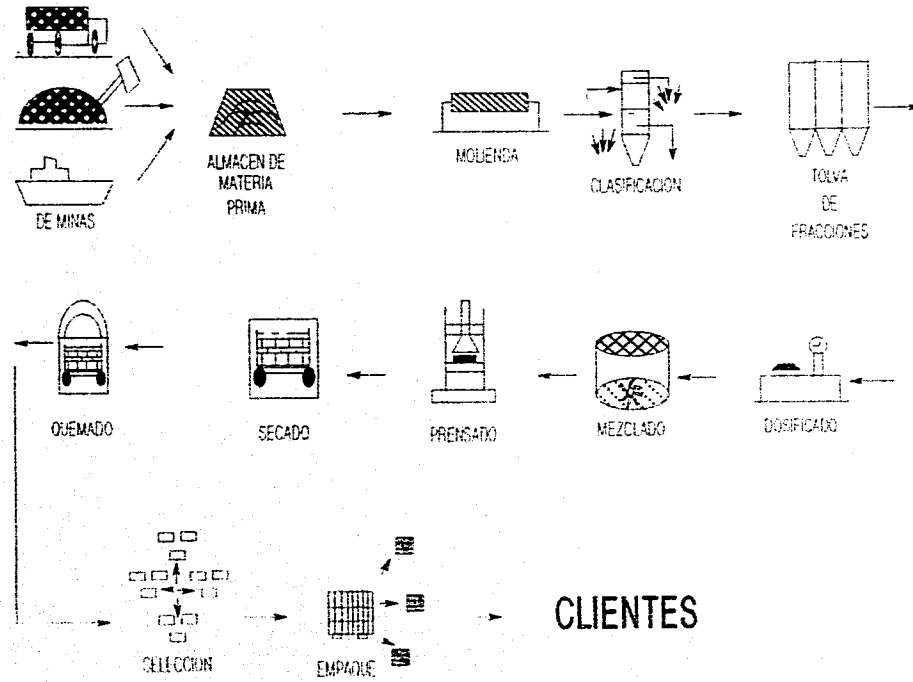 DE MINAS
ALMACEN DE
MATERIA
PRIMA
MOLIENDA
CLASIFICACION
TOLVA
DE
FRACCIONES
QUEMADO
SECADO
PRENSADO
MEZCLADO
DOSIFICADO
SELECCION
EMPAQUE
CLIENTES